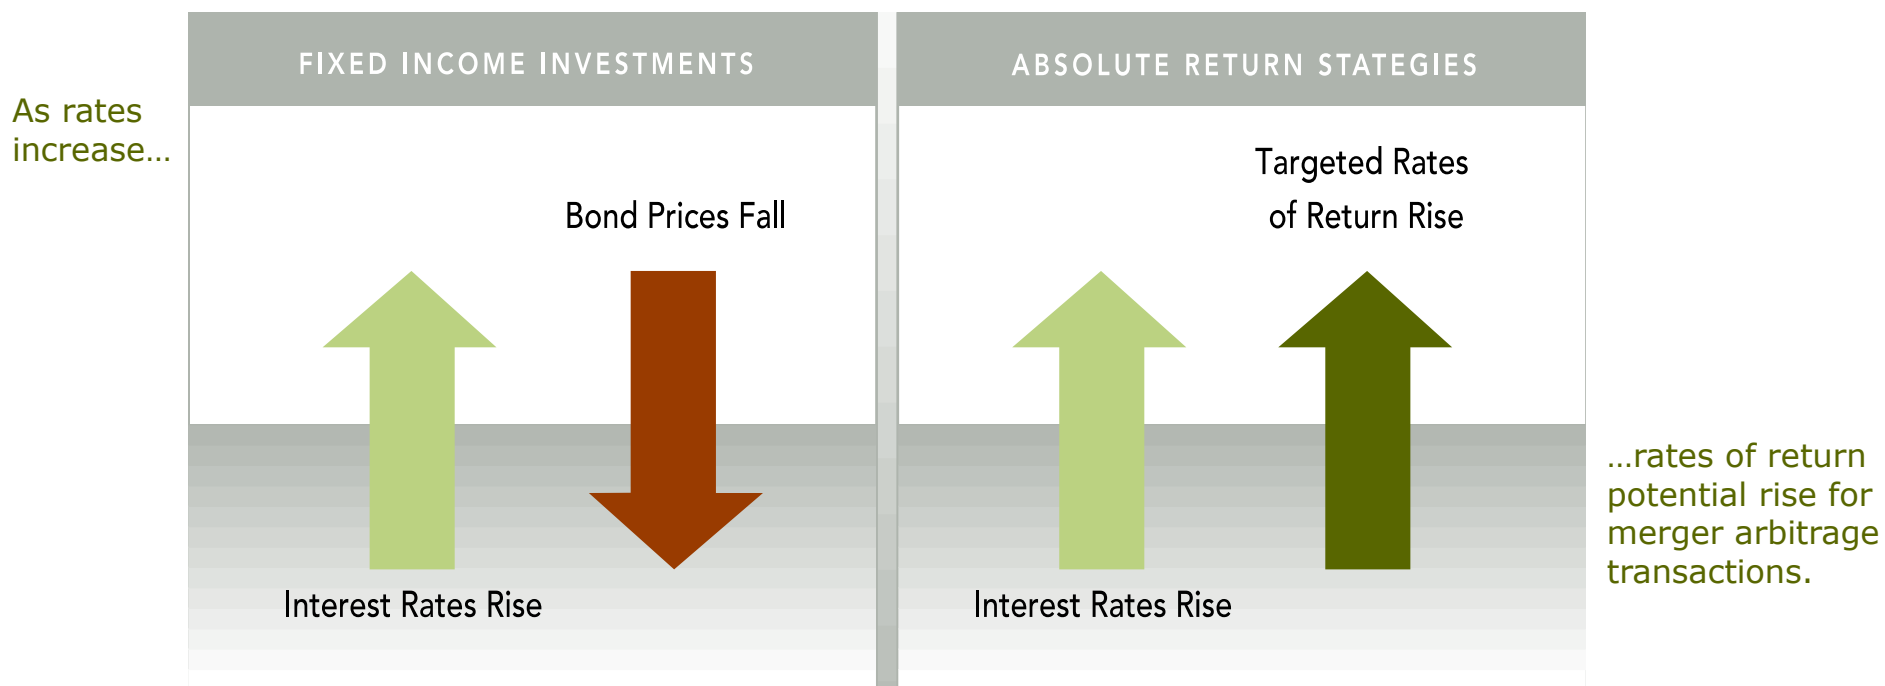 FIXED INCOME INVESTMENTS
ABSOLUTE RETURN STATEGIES
As rates
increase…
Bond Prices Fall
Targeted Rates
of Return Rise
Interest Rates Rise
Interest Rates Rise
…rates of return
potential rise for
merger arbitrage
transactions.